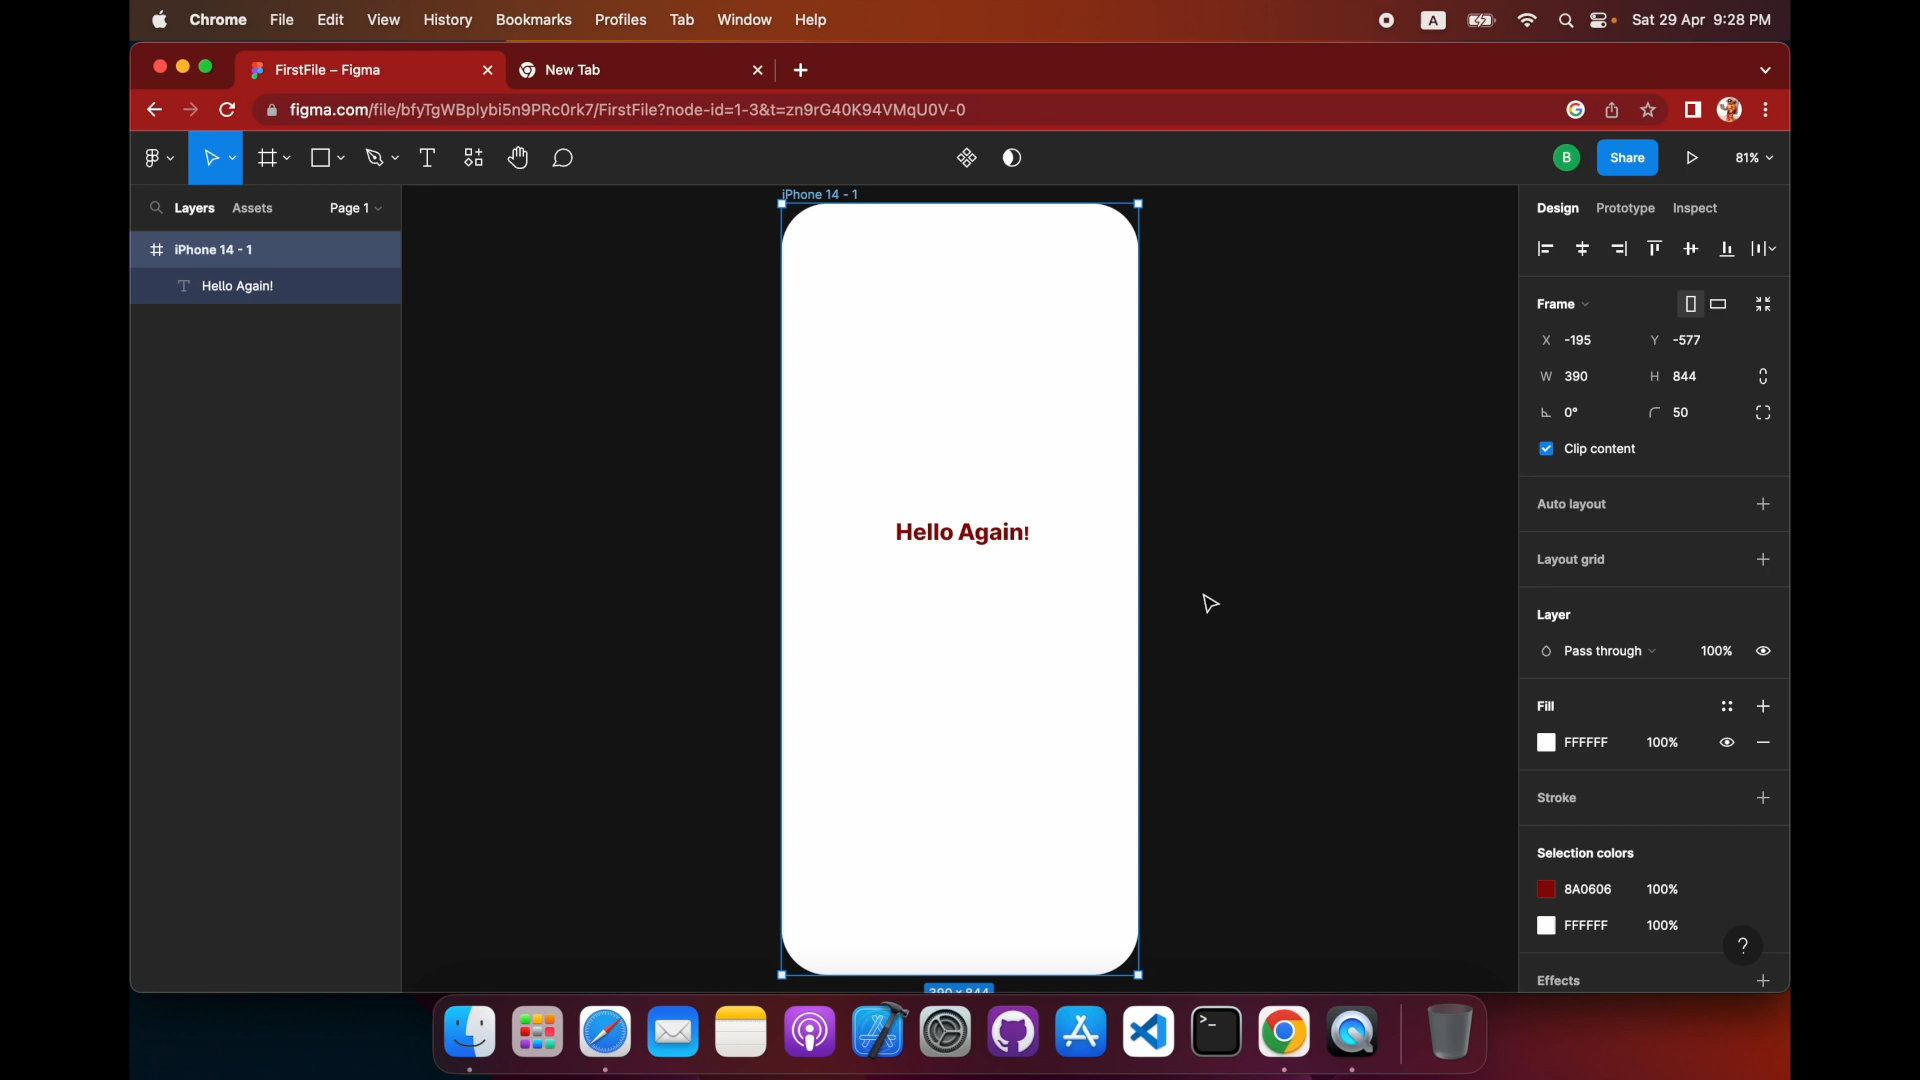 Chrome File Edit View History Bookmarks Profiles Tab Window Help A Sat 29 Apr 9:28 PM
FirstFile – Figma New Tab
figma.com/file/bfyTgWBplybi5n9PRc0rk7/FirstFile?node-id=1-3&t=zn9rG40K94VMqU0V-0
T B Share 81%
Layers Assets Page 1
iPhone 14 - 1
Hello Again!
iPhone 14 - 1
Hello Again!
390 × 844
Design Prototype Inspect
Frame
X -195 Y -577
W 390 H 844
0° 50
Clip content
Auto layout
Layout grid
Layer
Pass through 100%
Fill
FFFFFF 100%
Stroke
Selection colors
8A0606 100%
FFFFFF 100%
?
Effects